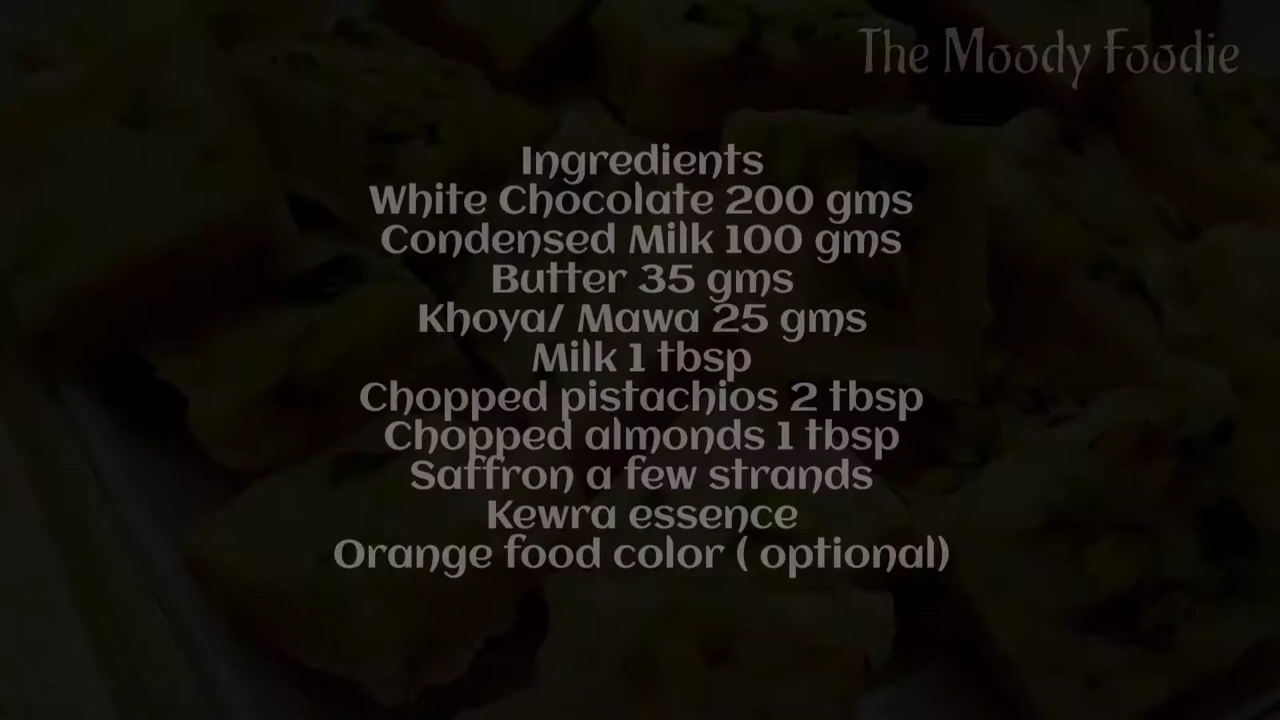 The Moody Foodie
Ingredients
White Chocolate 200 gms
Condensed Milk 100 gms
Butter 35 gms
Khoya/ Mawa 25 gms
Milk 1 tbsp
Chopped pistachios 2 tbsp
Chopped almonds 1 tbsp
Saffron a few strands
Kewra essence
Orange food color ( optional)